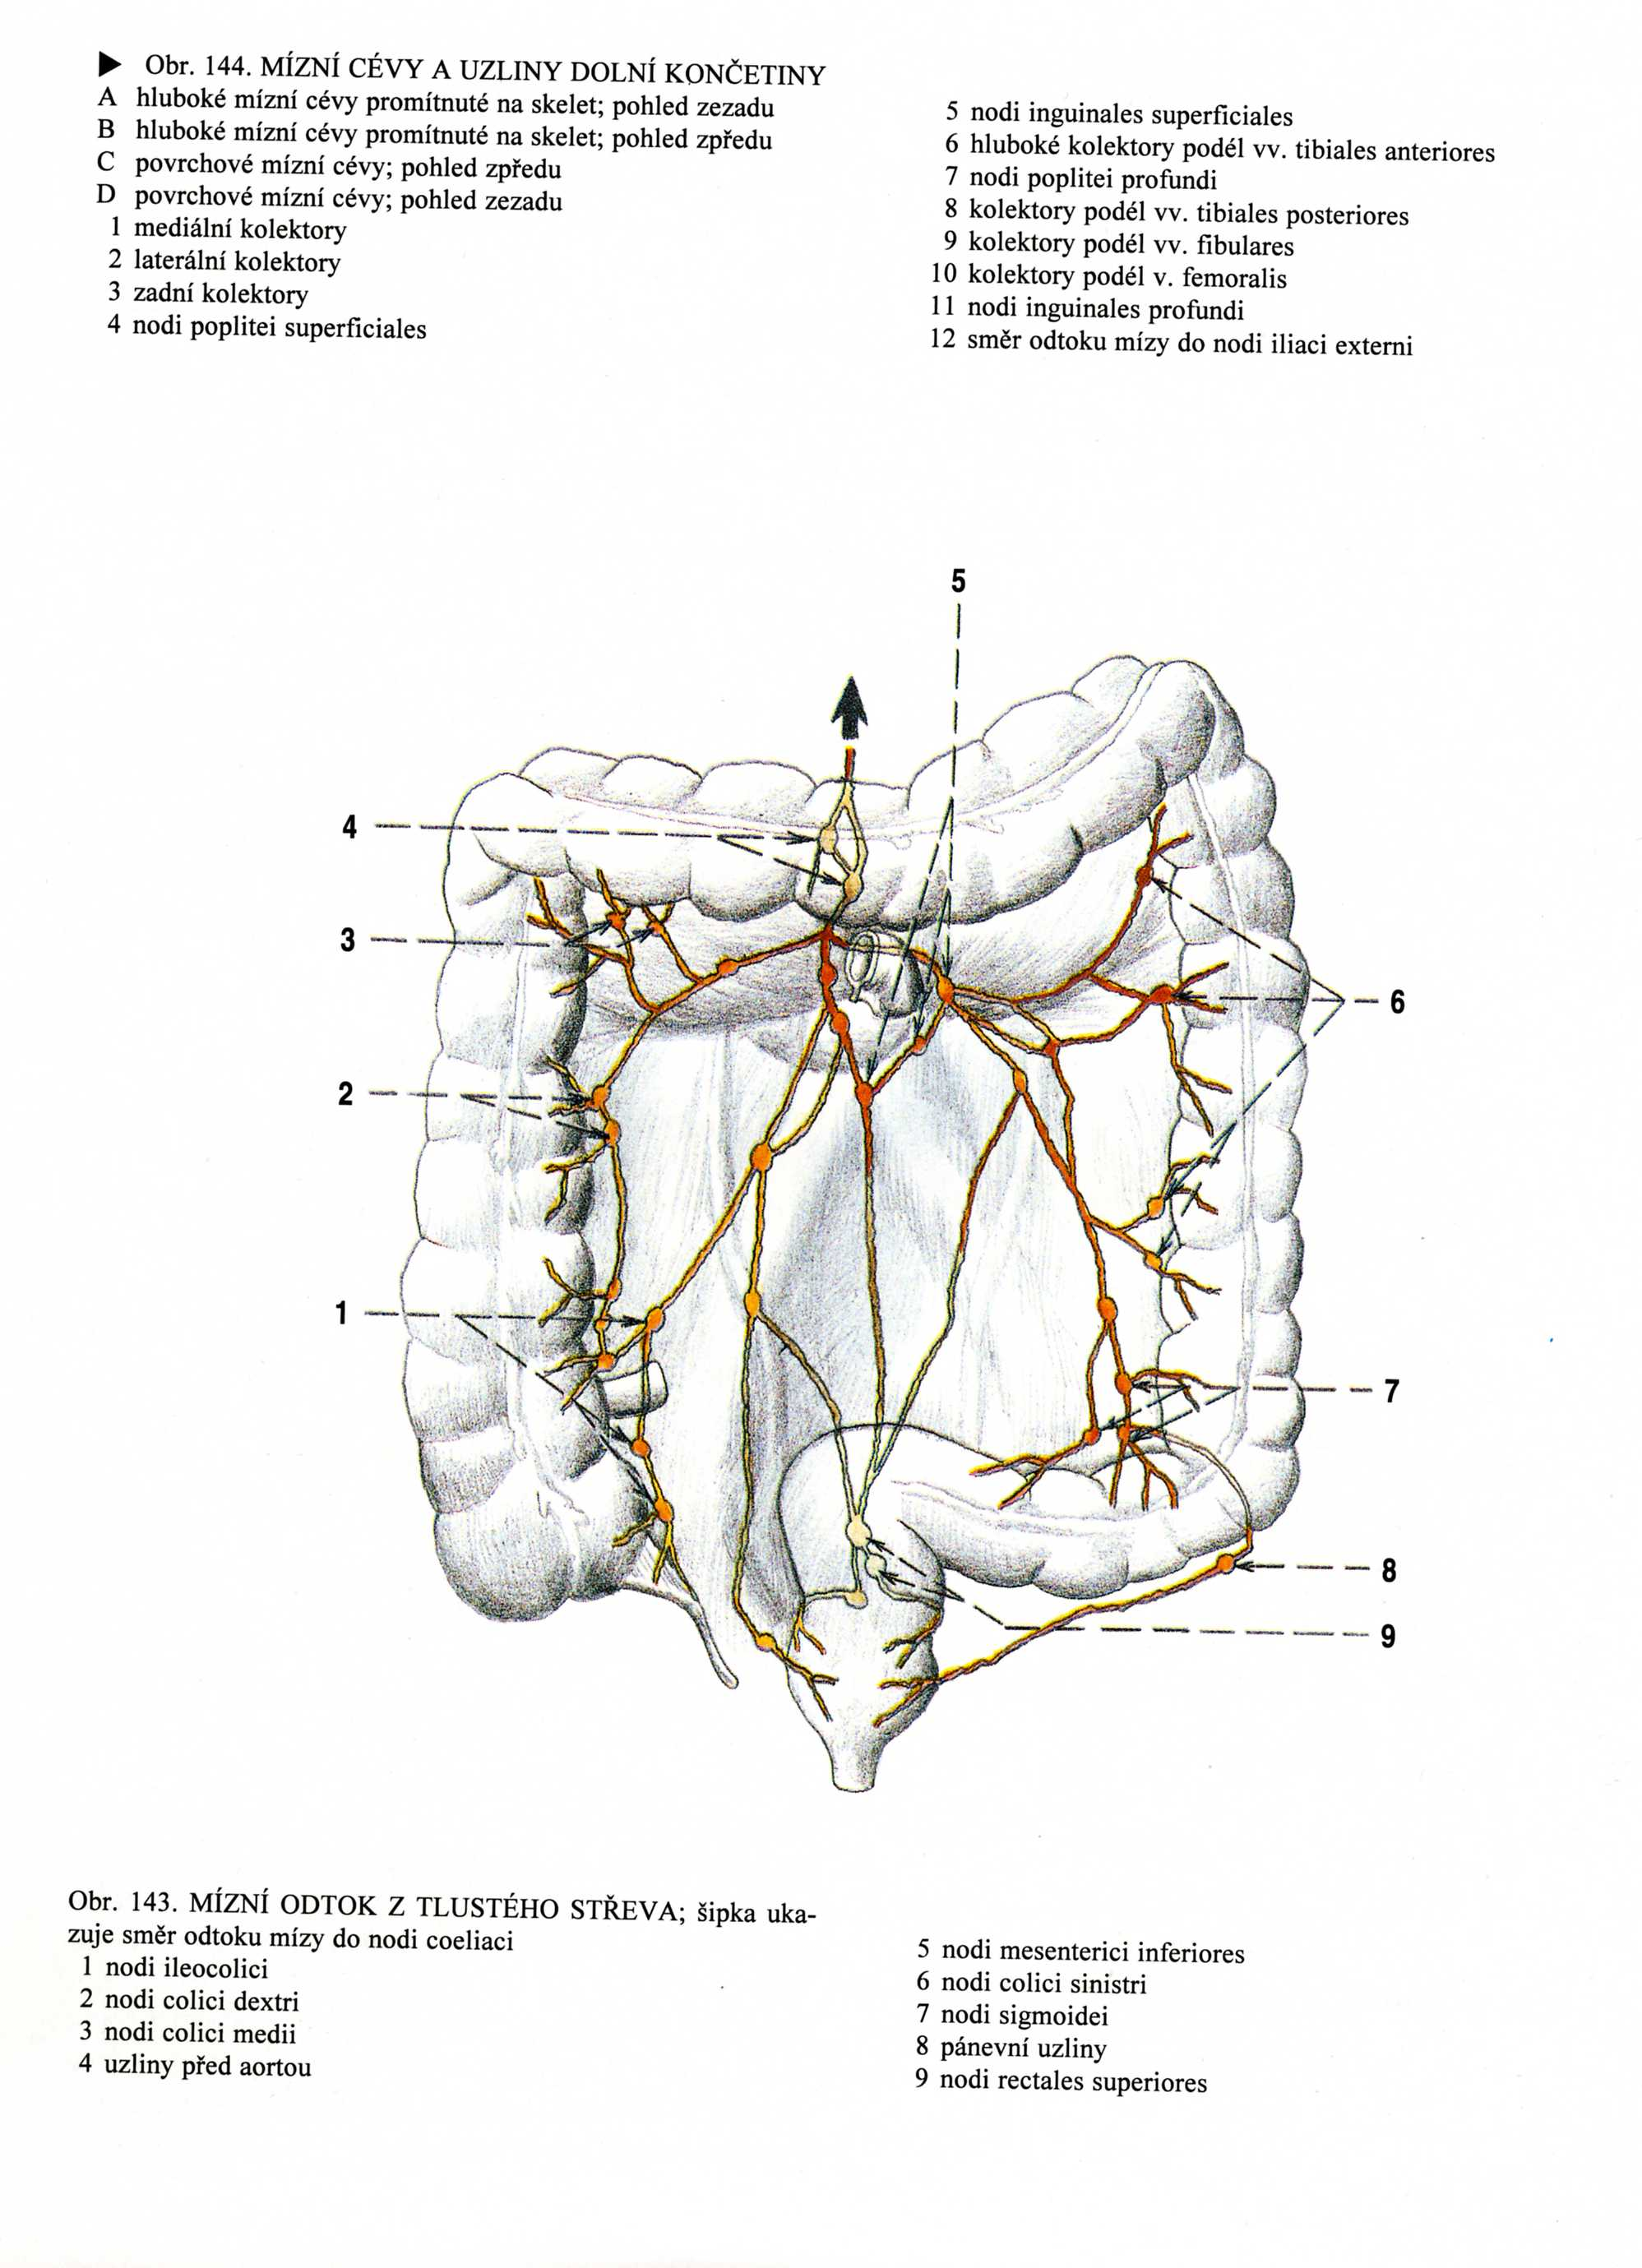 ▶ Obr. 144. MÍZNÍ CÉVY A UZLINY DOLNÍ KONČETINY
A hluboké mízní cévy promítnuté na skelet; pohled zezadu
B hluboké mízní cévy promítnuté na skelet; pohled zpředu
C povrchové mízní cévy; pohled zpředu
D povrchové mízní cévy; pohled zezadu
1 mediální kolektory
2 laterální kolektory
3 zadní kolektory
4 nodi poplitei superficiales
5 nodi inguinales superficiales
6 hluboké kolektory podél vv. tibiales anteriores
7 nodi poplitei profundi
8 kolektory podél vv. tibiales posteriores
9 kolektory podél vv. fibulares
10 kolektory podél v. femoralis
11 nodi inguinales profundi
12 směr odtoku mízy do nodi iliaci externi
5
4
3
6
2
1
7
8
9
Obr. 143. MÍZNÍ ODTOK Z TLUSTÉHO STŘEVA; šipka uka-
zuje směr odtoku mízy do nodi coeliaci
1 nodi ileocolici
2 nodi colici dextri
3 nodi colici medii
4 uzliny před aortou
5 nodi mesenterici inferiores
6 nodi colici sinistri
7 nodi sigmoidei
8 pánevní uzliny
9 nodi rectales superiores